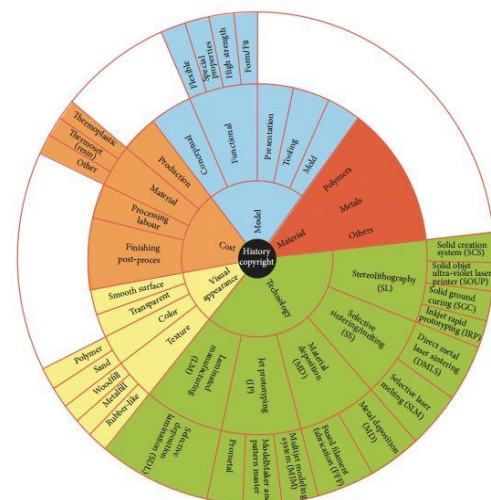 History
copyright
Model
Conceptual
Functional
Presentation
Tooling
Mold
Flexible
Special
properties
High strength
Form/Fit
Material
Polymers
Metals
Others
Technology
Stereolithography
(SL)
Solid creation
system (SCS)
Solid objet
ultra-violet laser
printer (SOUP)
Solid ground
curing (SGC)
Inkjet rapid
prototyping (IRP)
Selective
sintering/melting
(SS)
Direct metal
laser sintering
(DMLS)
Selective laser
melting (SLM)
Metal deposition
(MD)
Material
deposition
(MD)
Fused filament
fabrication (FFF)
Multijet modeling
system (MJM)
Jet prototyping
(JP)
ModelMaker and
pattern master
Prometal
Laminated
manufacturing
(LM)
Selective
deposition
lamination (SDL)
Visual
appearance
Smooth surface
Transparent
Color
Texture
Polymer
Sand
Woodfill
Metalfill
Rubber-like
Cost
Production
Material
Processing
labour
Finishing
post-proces
Thermoplastic
Thermoset
(resin)
Other